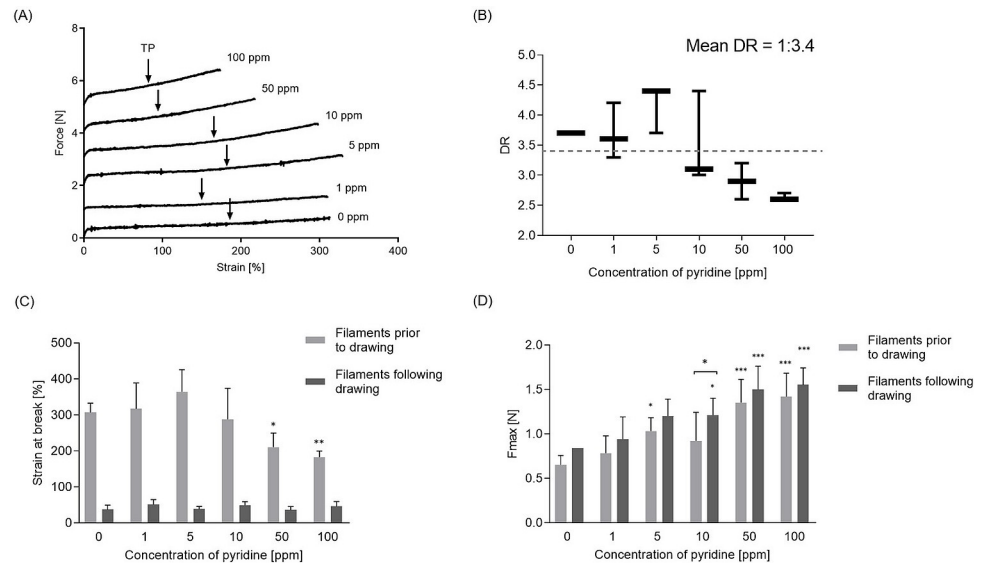 (A)
8
6
4
2
0
Force [N]
TP
100 ppm
50 ppm
10 ppm
5 ppm
1 ppm
0 ppm
0 100 200 300 400
Strain [%]
(B)
Mean DR = 1:3.4
5.0
4.5
4.0
3.5
3.0
2.5
2.0
DR
0 1 5 10 50 100
Concentration of pyridine [ppm]
(C)
Filaments prior
to drawing
Filaments following
drawing
500
400
300
200
100
0
Strain at break [%]
*
**
0 1 5 10 50 100
Concentration of pyridine [ppm]
(D)
Filaments prior
to drawing
Filaments following
drawing
2.0
1.5
1.0
0.5
0.0
Fmax [N]
*
*
*
***
***
***
***
0 1 5 10 50 100
Concentration of pyridine [ppm]